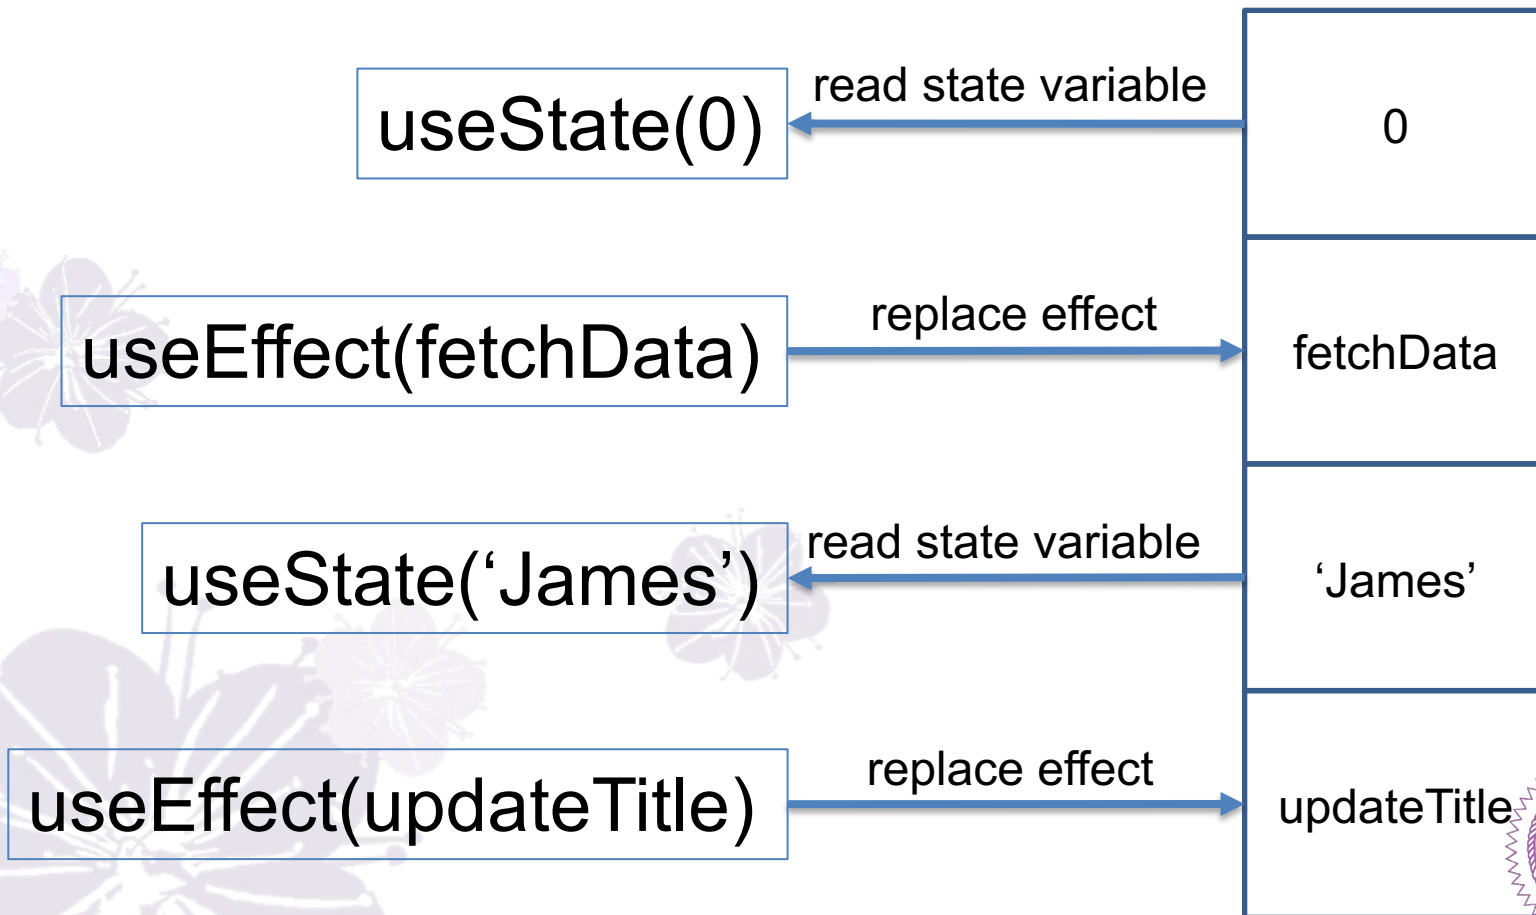 useState(0)
read state variable
0
useEffect(fetchData)
replace effect
fetchData
useState(‘James’)
read state variable
‘James’
useEffect(updateTitle)
replace effect
updateTitle